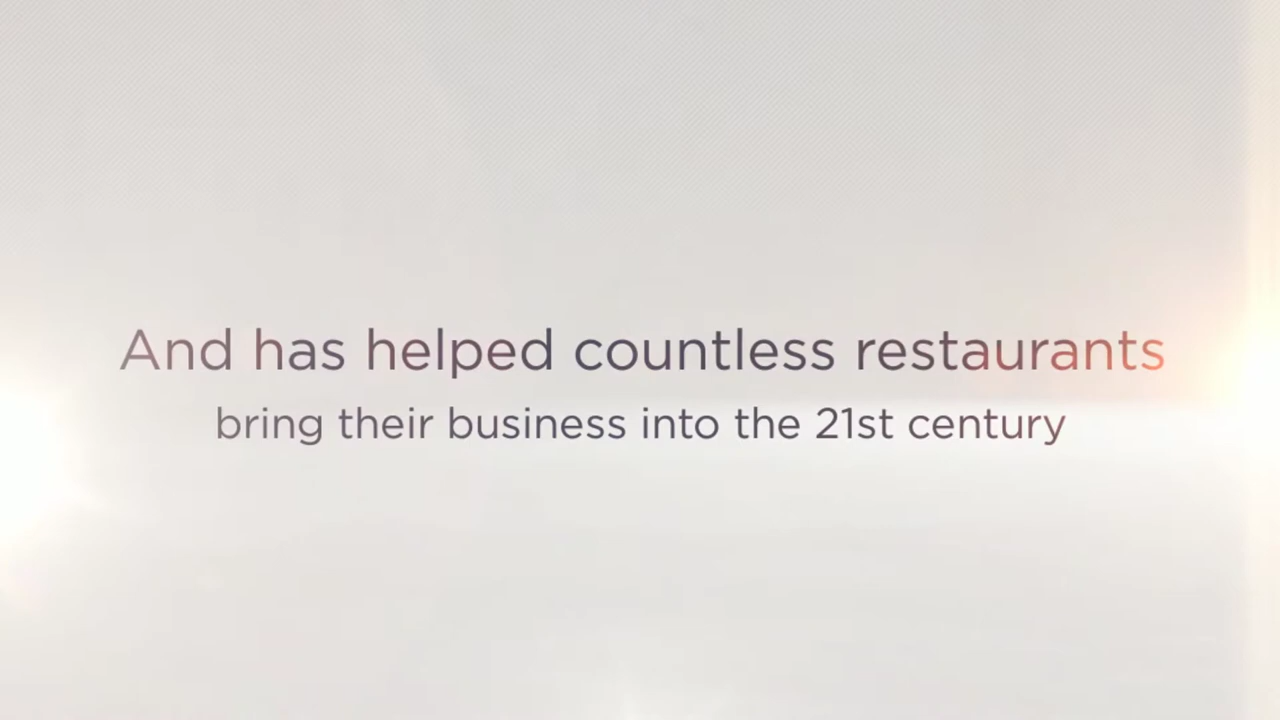 And has helped countless restaurants
bring their business into the 21st century